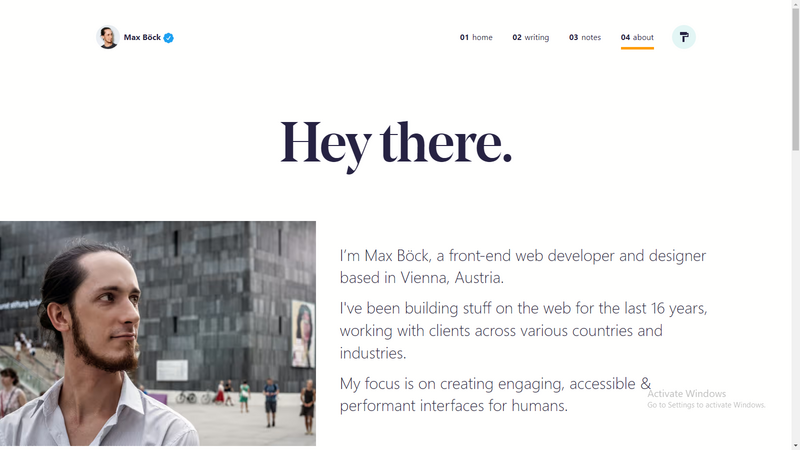 Max Böck
01 home 02 writing 03 notes 04 about
Hey there.
I'm Max Böck, a front-end web developer and designer
based in Vienna, Austria.
I've been building stuff on the web for the last 16 years,
working with clients across various countries and
industries.
My focus is on creating engaging, accessible &
performant interfaces for humans.
Activate Windows
Go to Settings to activate Windows.